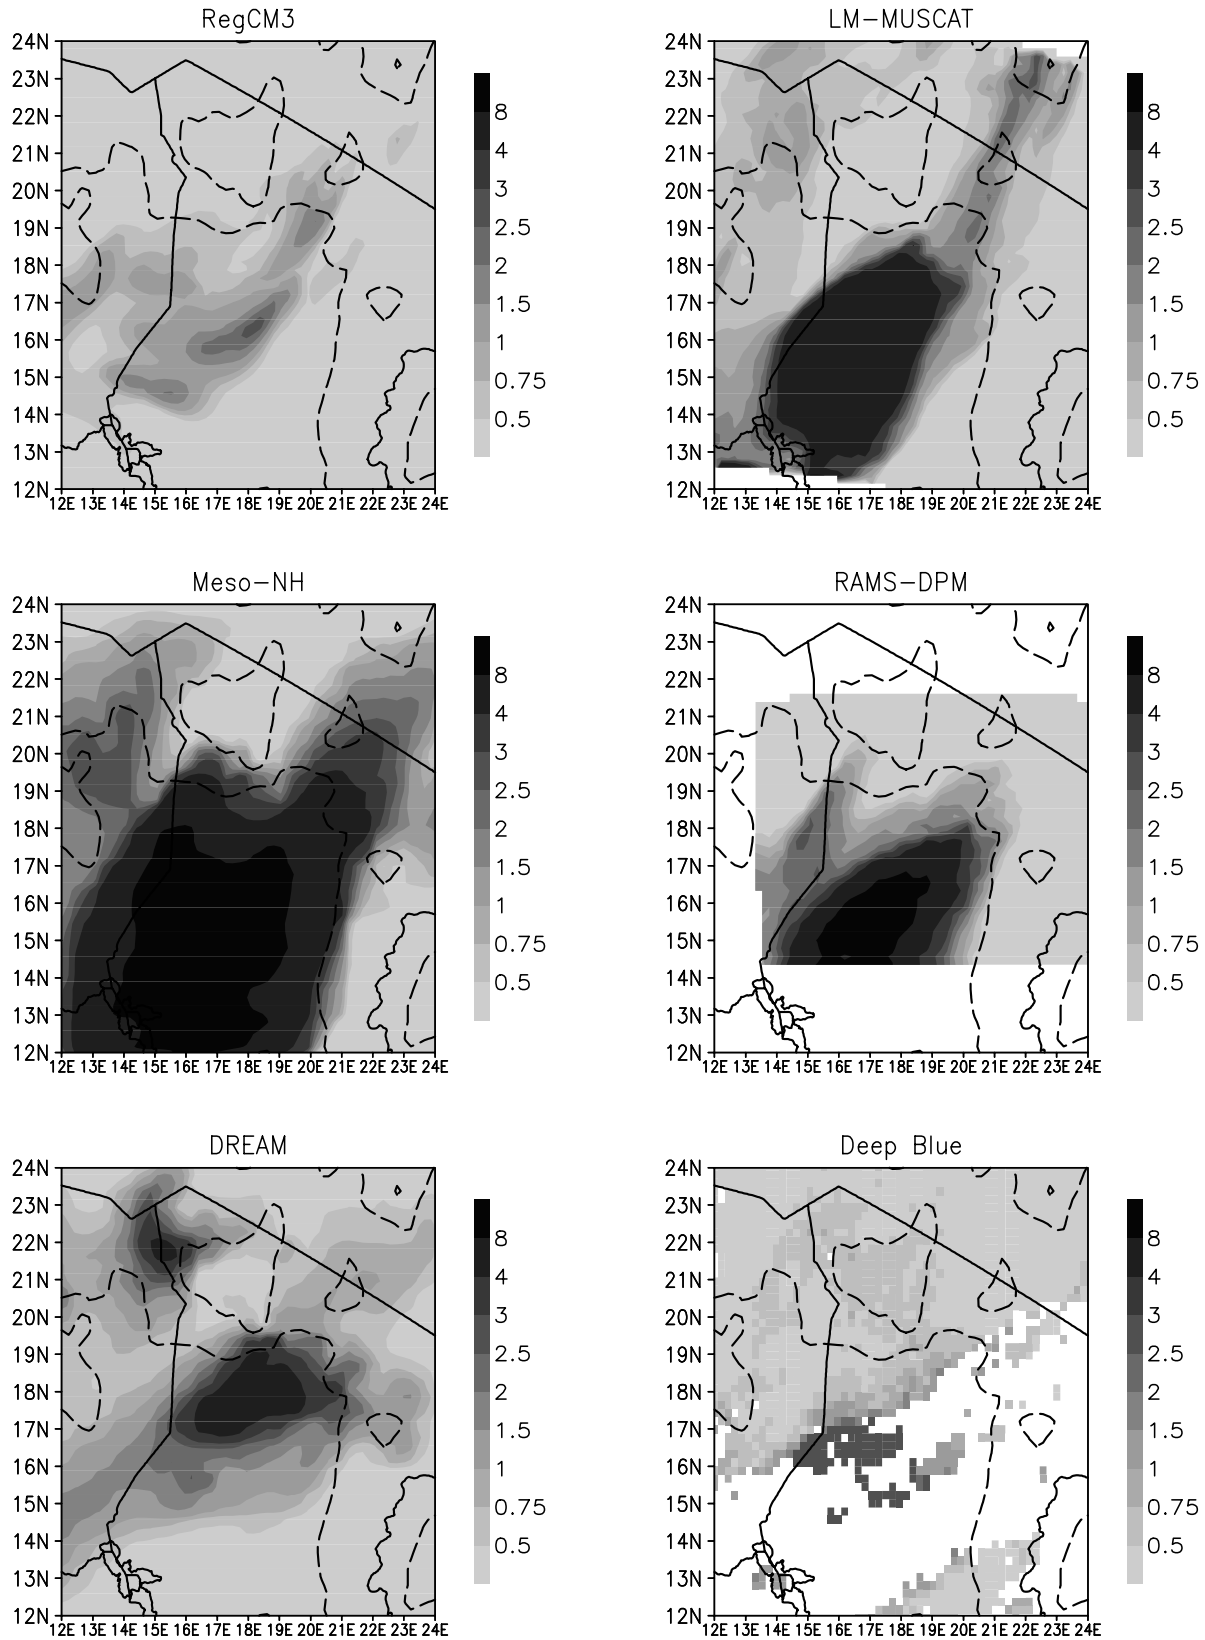 RegCM3
24N
23N
22N
21N
20N
19N
18N
17N
16N
15N
14N
13N
12N
12E 13E 14E 15E 16E 17E 18E 19E 20E 21E 22E 23E 24E
8
4
3
2.5
2
1.5
1
0.75
0.5
LM-MUSCAT
24N
23N
22N
21N
20N
19N
18N
17N
16N
15N
14N
13N
12N
12E 13E 14E 15E 16E 17E 18E 19E 20E 21E 22E 23E 24E
8
4
3
2.5
2
1.5
1
0.75
0.5
Meso-NH
24N
23N
22N
21N
20N
19N
18N
17N
16N
15N
14N
13N
12N
12E 13E 14E 15E 16E 17E 18E 19E 20E 21E 22E 23E 24E
8
4
3
2.5
2
1.5
1
0.75
0.5
RAMS-DPM
24N
23N
22N
21N
20N
19N
18N
17N
16N
15N
14N
13N
12N
12E 13E 14E 15E 16E 17E 18E 19E 20E 21E 22E 23E 24E
8
4
3
2.5
2
1.5
1
0.75
0.5
DREAM
24N
23N
22N
21N
20N
19N
18N
17N
16N
15N
14N
13N
12N
12E 13E 14E 15E 16E 17E 18E 19E 20E 21E 22E 23E 24E
8
4
3
2.5
2
1.5
1
0.75
0.5
Deep Blue
24N
23N
22N
21N
20N
19N
18N
17N
16N
15N
14N
13N
12N
12E 13E 14E 15E 16E 17E 18E 19E 20E 21E 22E 23E 24E
8
4
3
2.5
2
1.5
1
0.75
0.5